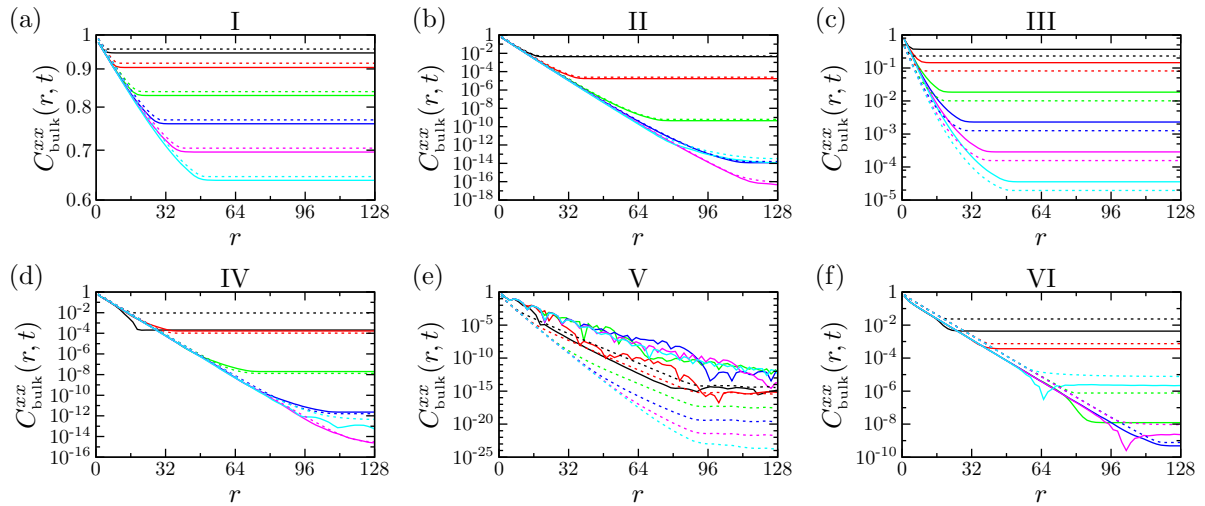 (a) I
C^{xx}_{bulk}(r, t)
1
0.9
0.8
0.7
0.6
0 32 64 96 128
r
(b) II
C^{xx}_{bulk}(r, t)
1
10^{-2}
10^{-4}
10^{-6}
10^{-8}
10^{-10}
10^{-12}
10^{-14}
10^{-16}
10^{-18}
0 32 64 96 128
r
(c) III
C^{xx}_{bulk}(r, t)
1
10^{-1}
10^{-2}
10^{-3}
10^{-4}
10^{-5}
0 32 64 96 128
r
(d) IV
C^{xx}_{bulk}(r, t)
1
10^{-2}
10^{-4}
10^{-6}
10^{-8}
10^{-10}
10^{-12}
10^{-14}
10^{-16}
0 32 64 96 128
r
(e) V
C^{xx}_{bulk}(r, t)
1
10^{-5}
10^{-10}
10^{-15}
10^{-20}
10^{-25}
0 32 64 96 128
r
(f) VI
C^{xx}_{bulk}(r, t)
1
10^{-2}
10^{-4}
10^{-6}
10^{-8}
10^{-10}
0 32 64 96 128
r